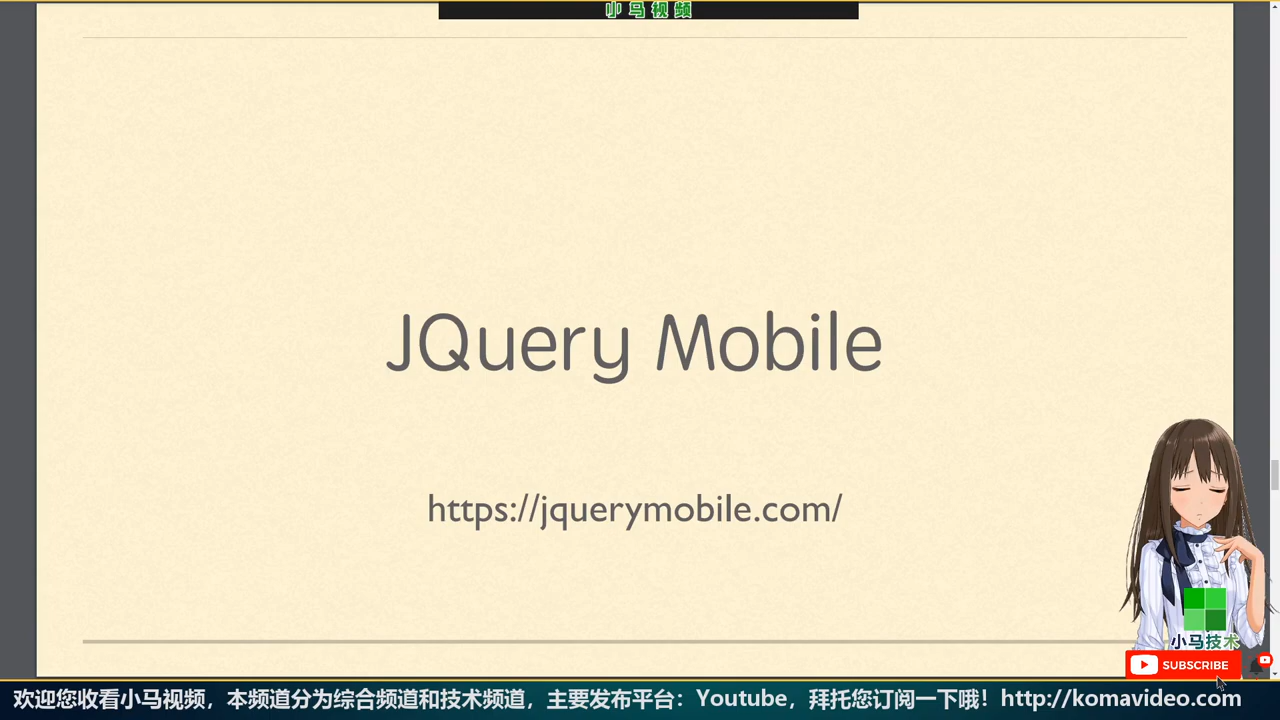 小马视频
JQuery Mobile
https://jquerymobile.com/
小马技术
SUBSCRIBE
欢迎您收看小马视频，本频道分为综合频道和技术频道，主要发布平台：Youtube，拜托您订阅一下哦！http://komavideo.com